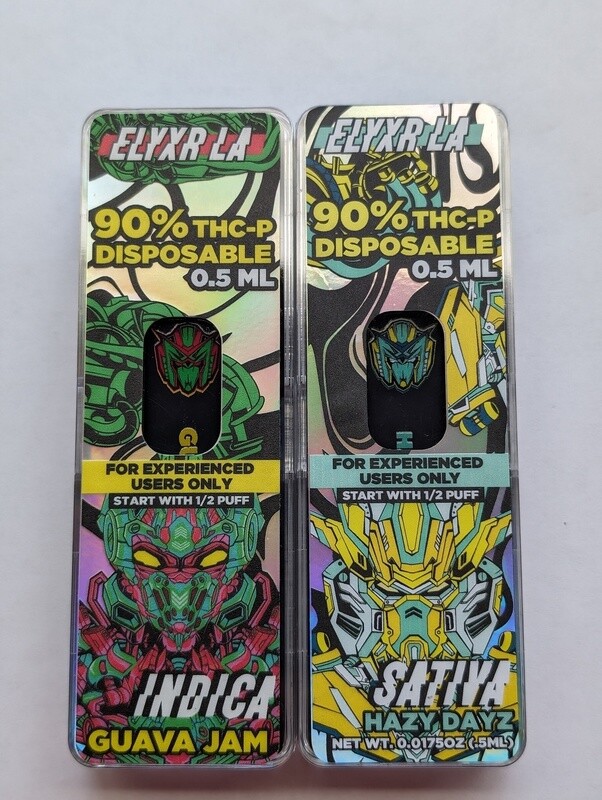 ELYXR LA
90% THC-P
DISPOSABLE
0.5 ML
GU
FOR EXPERIENCED
USERS ONLY
START WITH 1/2 PUFF
INDICA
GUAVA JAM
ELYXR LA
90% THC-P
DISPOSABLE
0.5 ML
H
FOR EXPERIENCED
USERS ONLY
START WITH 1/2 PUFF
SATIVA
HAZY DAYZ
NET WT. 0.0175OZ (.5ML)